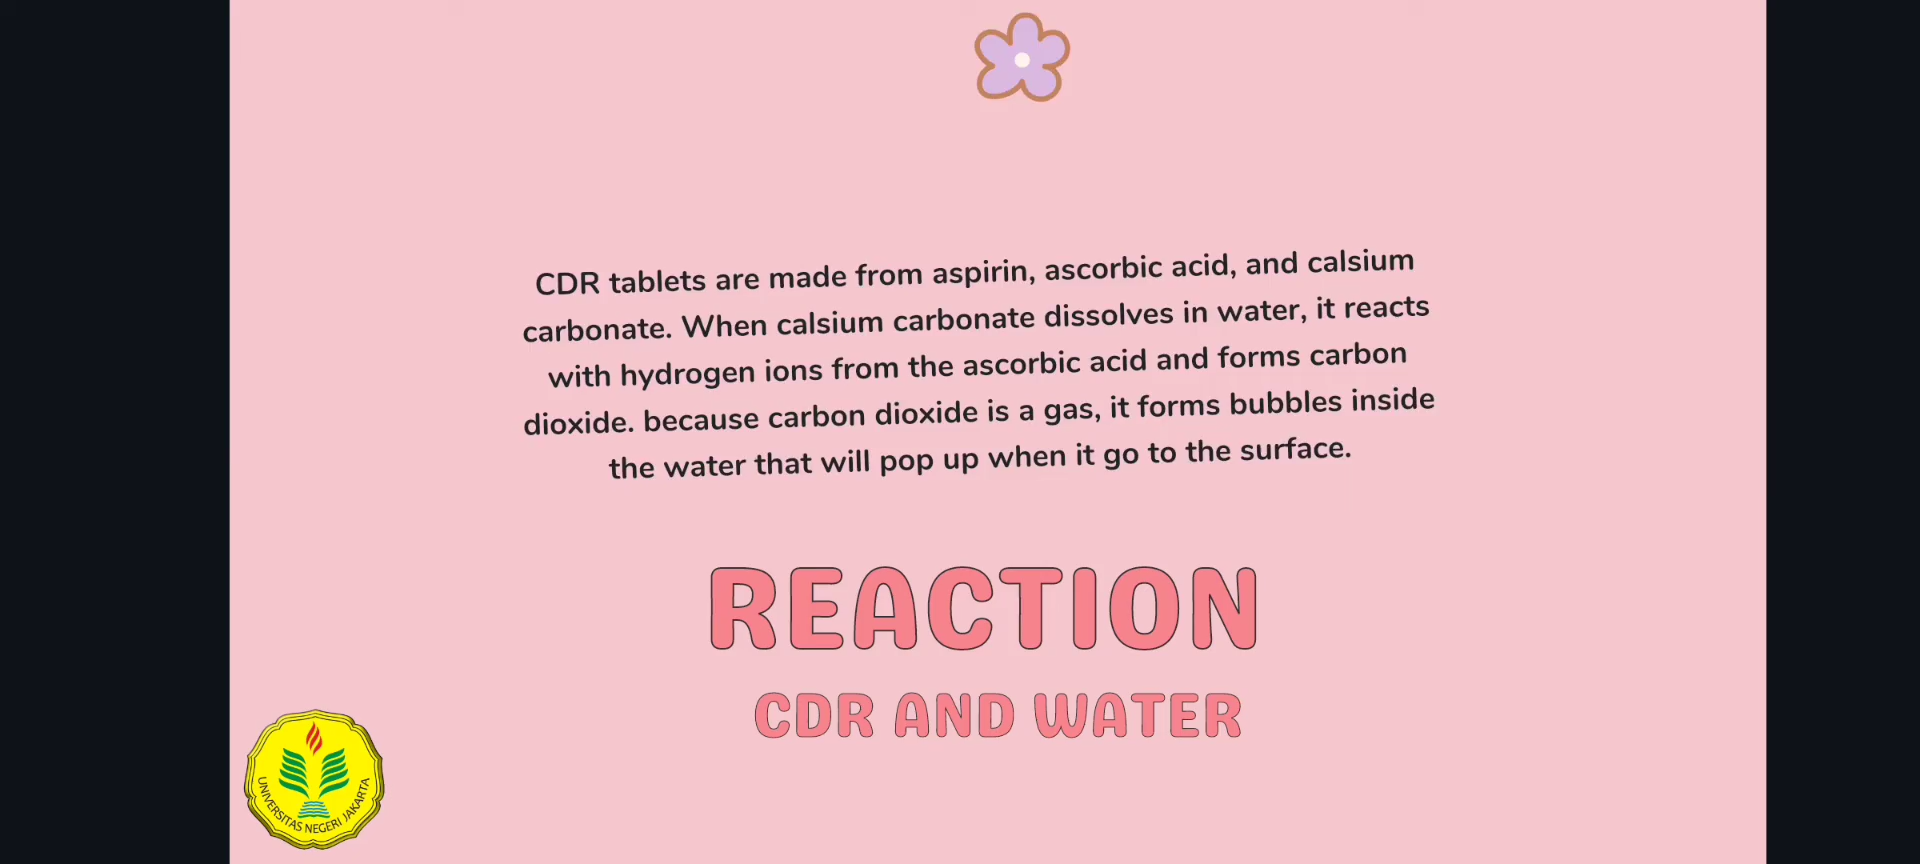 CDR tablets are made from aspirin, ascorbic acid, and calsium
carbonate. When calsium carbonate dissolves in water, it reacts
with hydrogen ions from the ascorbic acid and forms carbon
dioxide. because carbon dioxide is a gas, it forms bubbles inside
the water that will pop up when it go to the surface.
REACTION
CDR AND WATER
UNIVERSITAS NEGERI JAKARTA